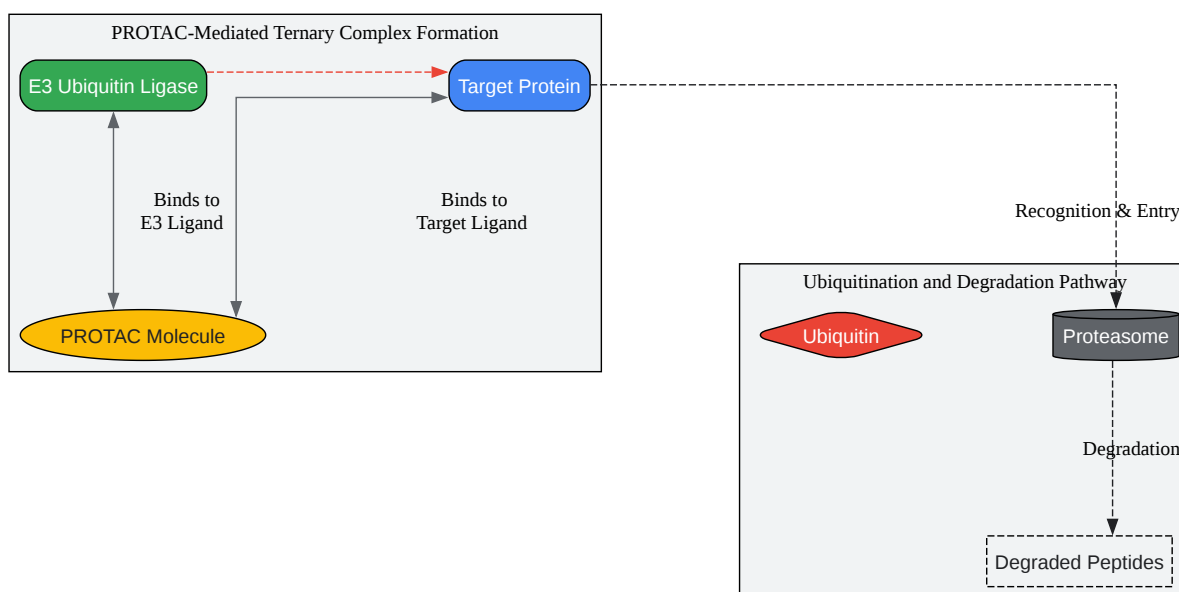 PROTAC-Mediated Ternary Complex Formation
E3 Ubiquitin Ligase
Target Protein
Binds to
E3 Ligand
Binds to
Target Ligand
PROTAC Molecule
Recognition & Entry
Ubiquitination and Degradation Pathway
Ubiquitin
Proteasome
Degradation
Degraded Peptides